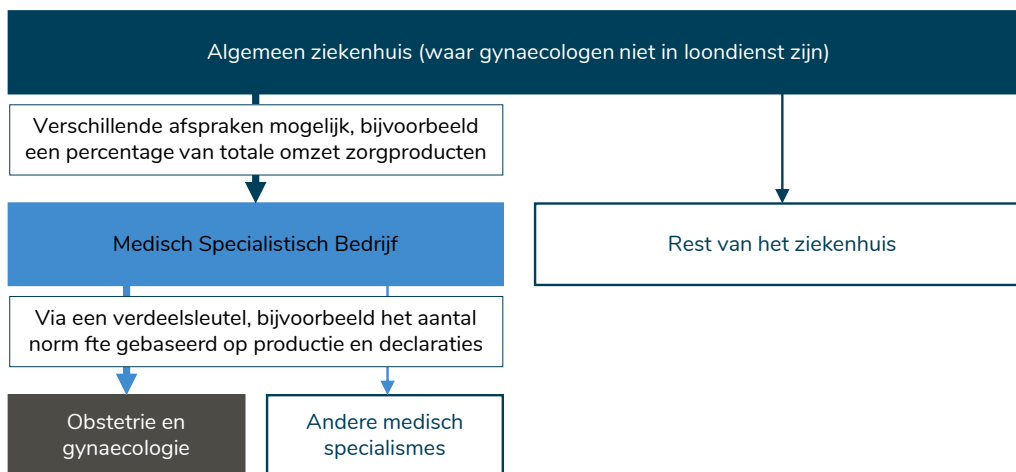 Algemeen ziekenhuis (waar gynaecologen niet in loondienst zijn)
Verschillende afspraken mogelijk, bijvoorbeeld
een percentage van totale omzet zorgproducten
Medisch Specialistisch Bedrijf
Rest van het ziekenhuis
Via een verdeelsleutel, bijvoorbeeld het aantal
norm fte gebaseerd op productie en declaraties
Obstetrie en
gynaecologie
Andere medisch
specialismes